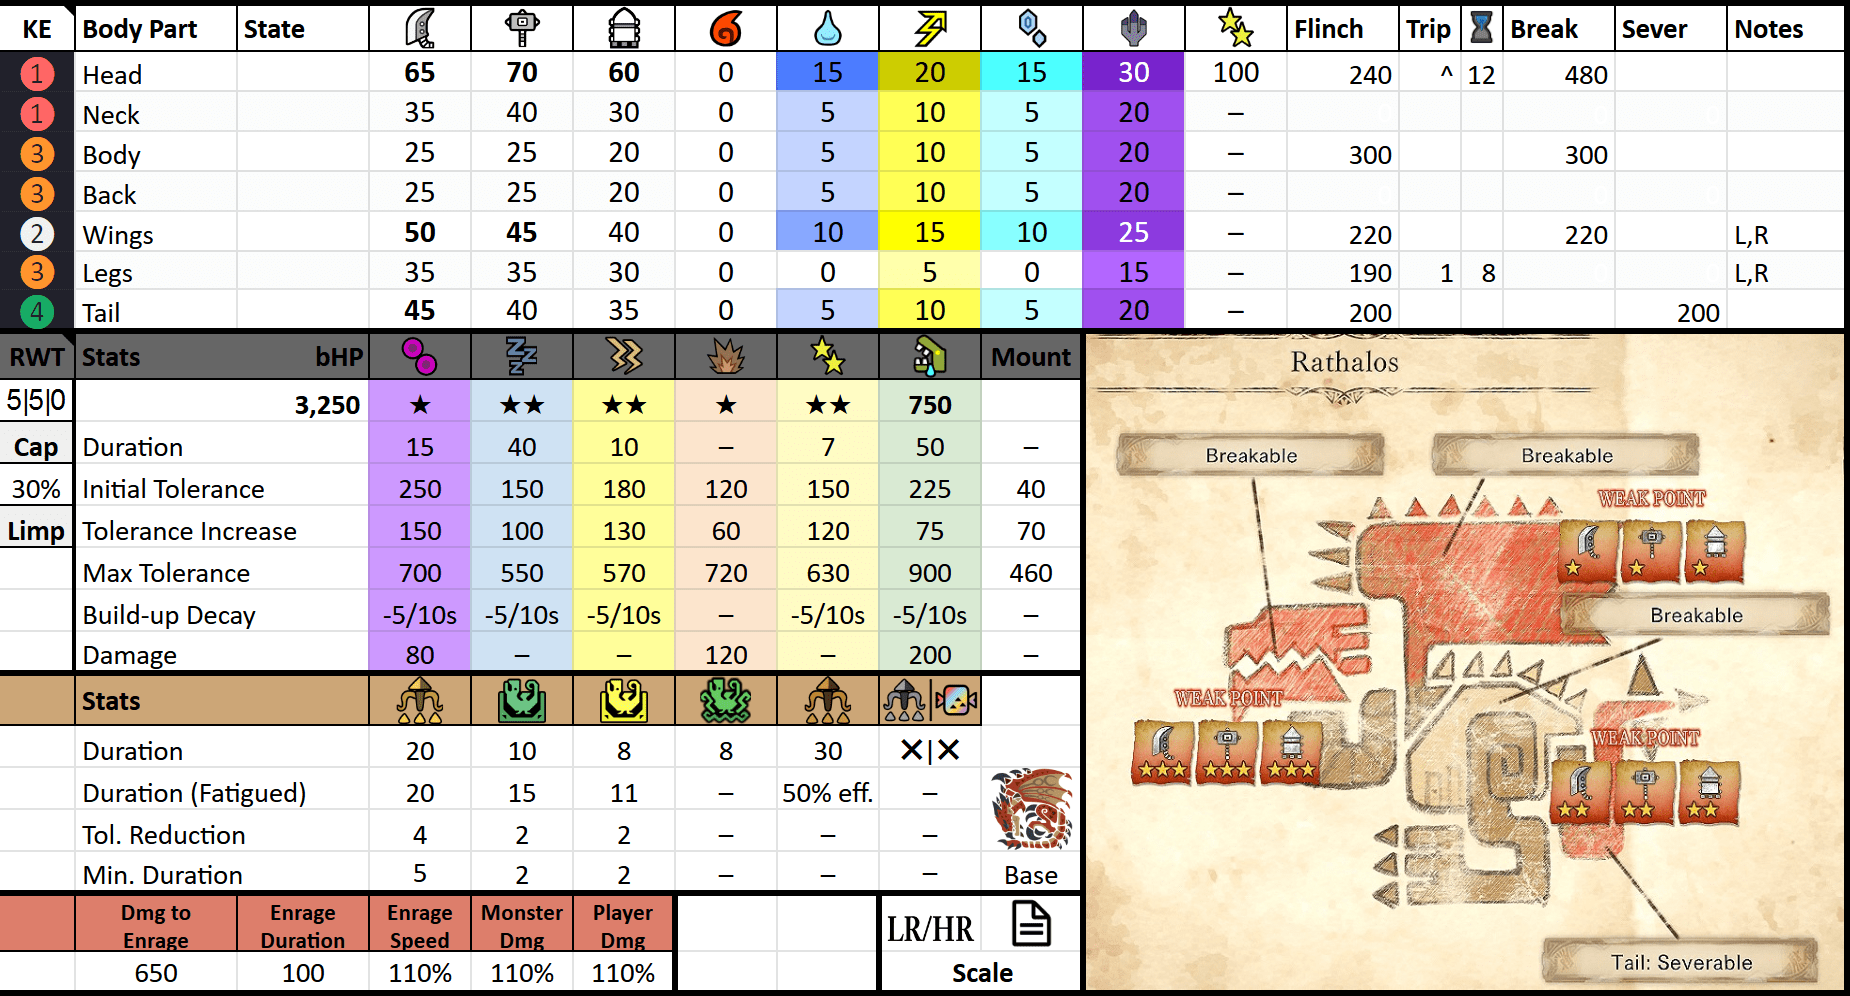 KE Body Part State Flinch Trip Break Sever Notes
1 Head 65 70 60 0 15 20 15 30 100 240 ^ 12 480
1 Neck 35 40 30 0 5 10 5 20 –
3 Body 25 25 20 0 5 10 5 20 – 300 300
3 Back 25 25 20 0 5 10 5 20 –
2 Wings 50 45 40 0 10 15 10 25 – 220 220 L,R
3 Legs 35 35 30 0 0 5 0 15 – 190 1 8 L,R
4 Tail 45 40 35 0 5 10 5 20 – 200 200
RWT Stats bHP Mount
5|5|0 3,250 ★ ★★ ★★ ★ ★★ 750
Cap Duration 15 40 10 – 7 50 –
30% Initial Tolerance 250 150 180 120 150 225 40
Limp Tolerance Increase 150 100 130 60 120 75 70
Max Tolerance 700 550 570 720 630 900 460
Build-up Decay -5/10s -5/10s -5/10s – -5/10s -5/10s –
Damage 80 – – 120 – 200 –
Stats |
Duration 20 10 8 8 30 ✕|✕
Duration (Fatigued) 20 15 11 – 50% eff. –
Tol. Reduction 4 2 2 – – –
Min. Duration 5 2 2 – – – Base
Dmg to Enrage Enrage Duration Enrage Speed Monster Dmg Player Dmg LR/HR
650 100 110% 110% 110% Scale
Rathalos
Breakable
Breakable
WEAK POINT
Breakable
WEAK POINT
WEAK POINT
Tail: Severable